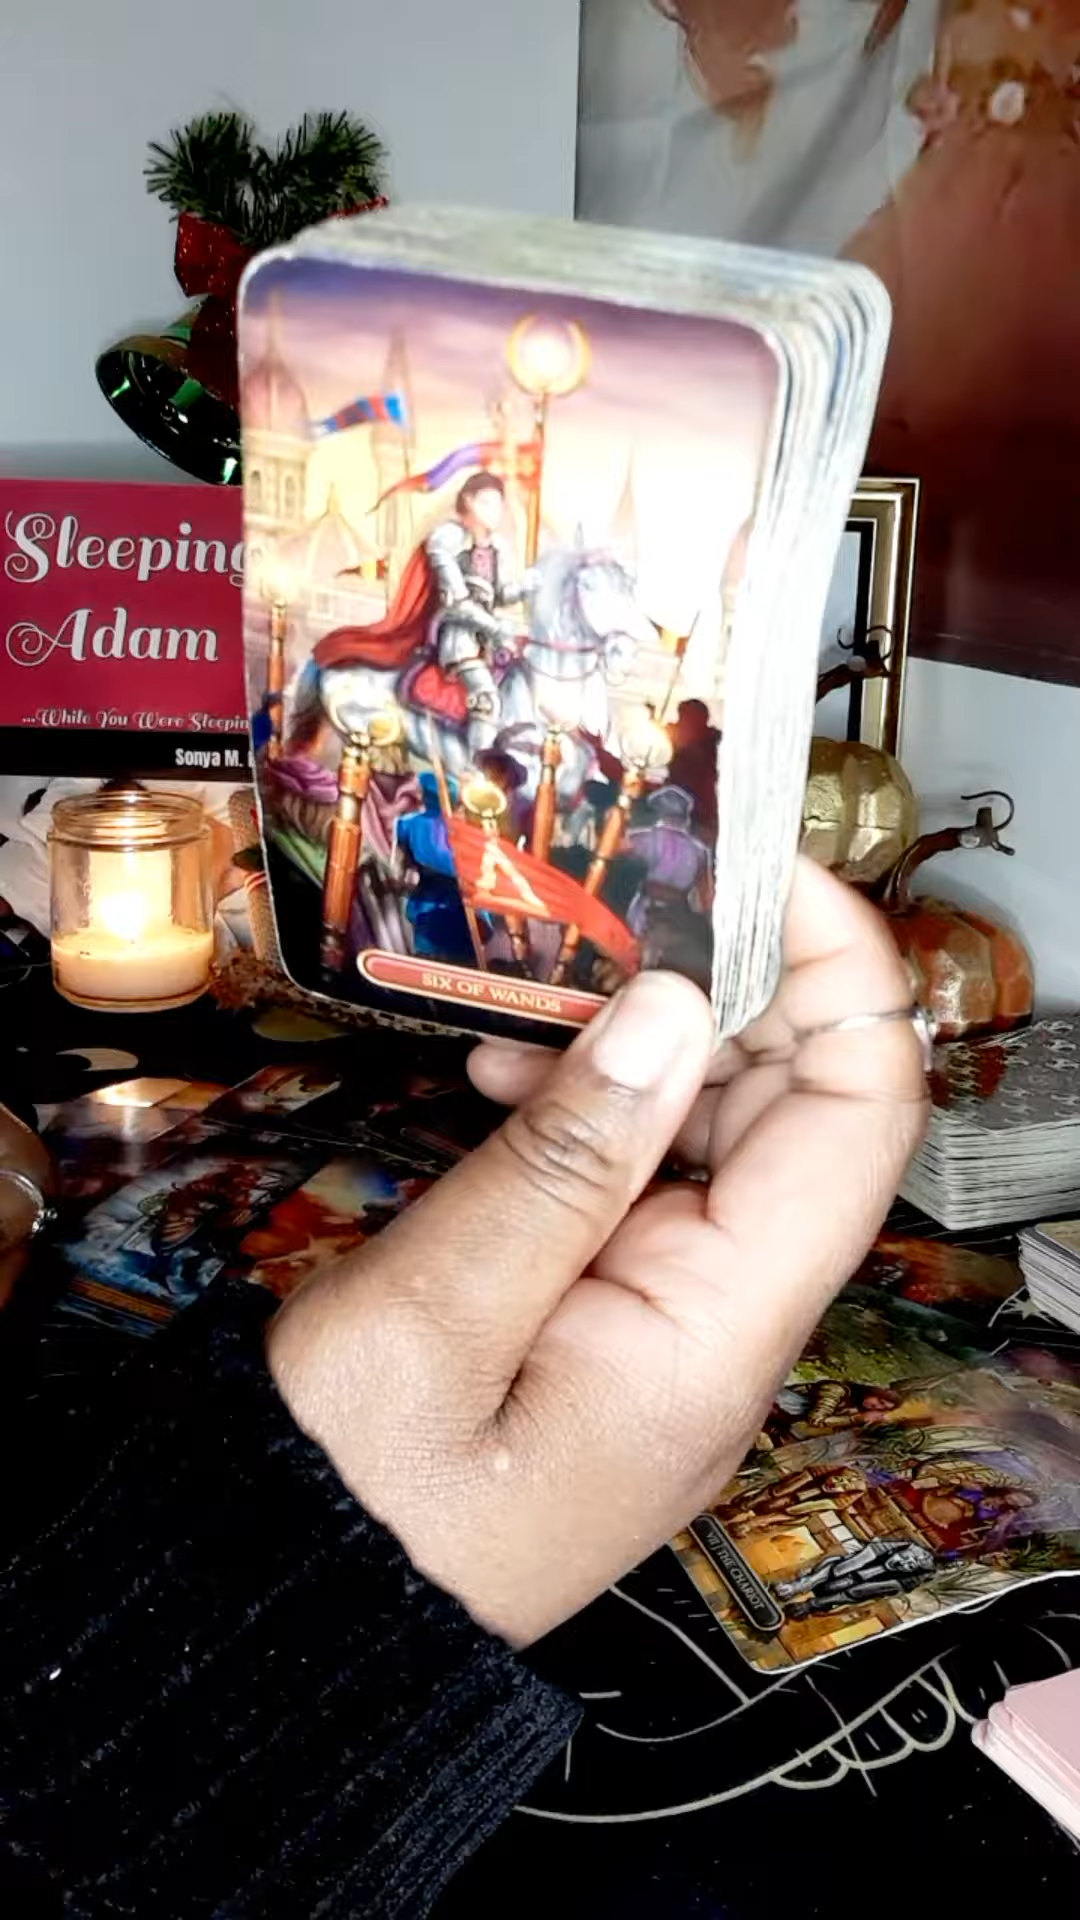 Sleeping
Adam
...While You Were Sleepin
Sonya M.
SIX OF WANDS
VII THE CHARIOT